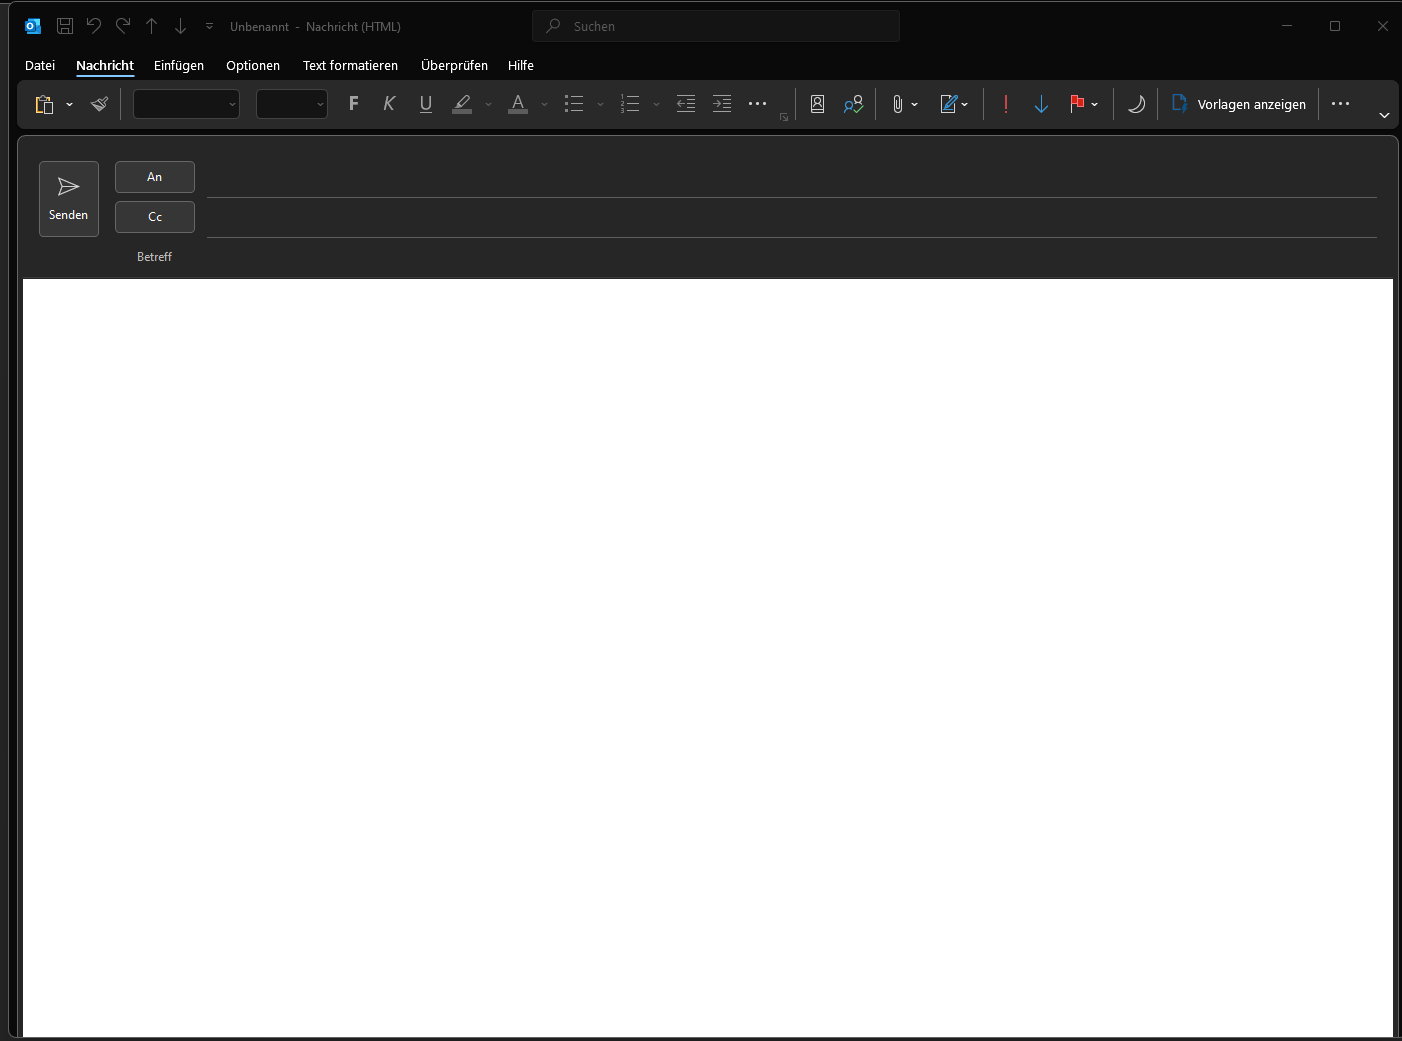 Unbenannt - Nachricht (HTML)
Suchen
Datei Nachricht Einfügen Optionen Text formatieren Überprüfen Hilfe
F K U A Vorlagen anzeigen
An
Senden
Cc
Betreff